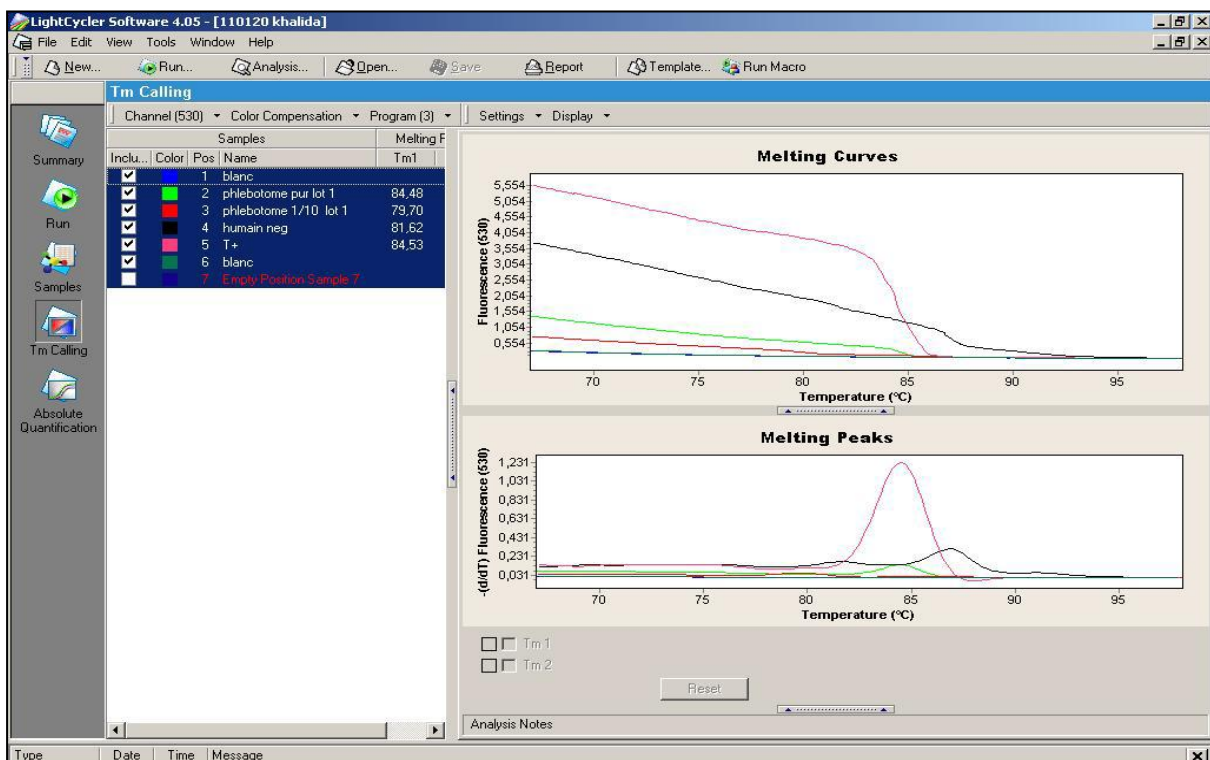 LightCycler Software 4.05 - [110120 khalida]
File Edit View Tools Window Help
New... Run... Analysis... Open... Save Report Template... Run Macro
Tm Calling
Channel (530) Color Compensation Program (3) Settings Display
Summary
Run
Samples
Tm Calling
Absolute
Quantification
Samples Melting P
Inclu... Color Pos Name Tm1
1 blanc
2 phlebotome pur lot 1 84,48
3 phlebotome 1/10 lot 1 79,70
4 humain neg 81,62
5 T+ 84,53
6 blanc
7 Empty Position Sample 7
Melting Curves
Fluorescence (530)
5,554
5,054
4,554
4,054
3,554
3,054
2,554
2,054
1,554
1,054
0,554
70 75 80 85 90 95
Temperature (°C)
Melting Peaks
-(d/dT) Fluorescence (530)
1,231
1,031
0,831
0,631
0,431
0,231
0,031
70 75 80 85 90 95
Temperature (°C)
Tm 1
Tm 2
Reset
Analysis Notes
Type Date Time Message